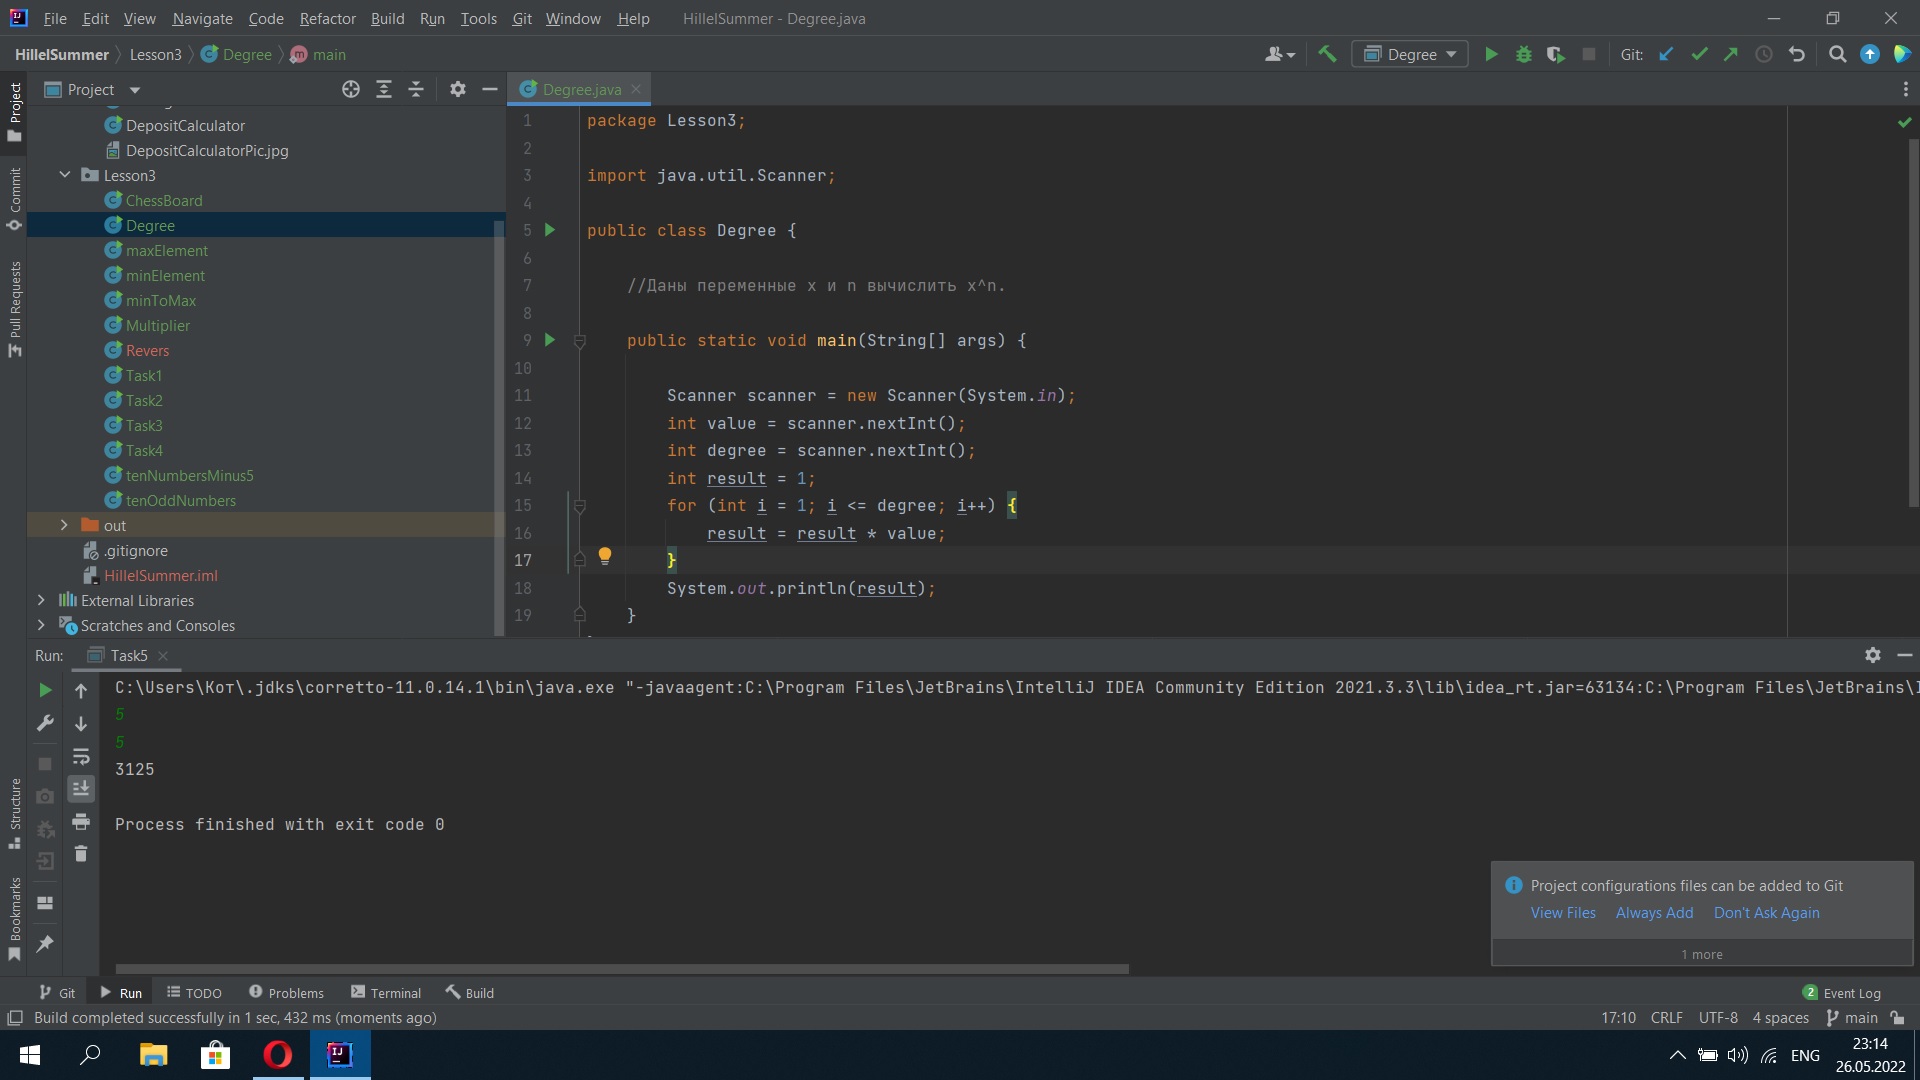 File Edit View Navigate Code Refactor Build Run Tools Git Window Help HillelSummer - Degree.java
HillelSummer Lesson3 Degree main
Degree Git:
Project
Degree.java
DepositCalculator
DepositCalculatorPic.jpg
Lesson3
ChessBoard
Degree
maxElement
minElement
minToMax
Multiplier
Revers
Task1
Task2
Task3
Task4
tenNumbersMinus5
tenOddNumbers
out
.gitignore
HillelSummer.iml
External Libraries
Scratches and Consoles
Project
Commit
Pull Requests
Structure
Bookmarks
1 package Lesson3;
2
3 import java.util.Scanner;
4
5 public class Degree {
6
7 //Даны переменные x и n вычислить x^n.
8
9 public static void main(String[] args) {
10
11 Scanner scanner = new Scanner(System.in);
12 int value = scanner.nextInt();
13 int degree = scanner.nextInt();
14 int result = 1;
15 for (int i = 1; i <= degree; i++) {
16 result = result * value;
17 }
18 System.out.println(result);
19 }
Run: Task5
C:\Users\Кот\.jdks\corretto-11.0.14.1\bin\java.exe "-javaagent:C:\Program Files\JetBrains\IntelliJ IDEA Community Edition 2021.3.3\lib\idea_rt.jar=63134:C:\Program Files\JetBrains\I
5
5
3125
Process finished with exit code 0
Project configurations files can be added to Git
View Files Always Add Don't Ask Again
1 more
Git Run TODO Problems Terminal Build 2 Event Log
Build completed successfully in 1 sec, 432 ms (moments ago) 17:10 CRLF UTF-8 4 spaces main
ENG
23:14
26.05.2022